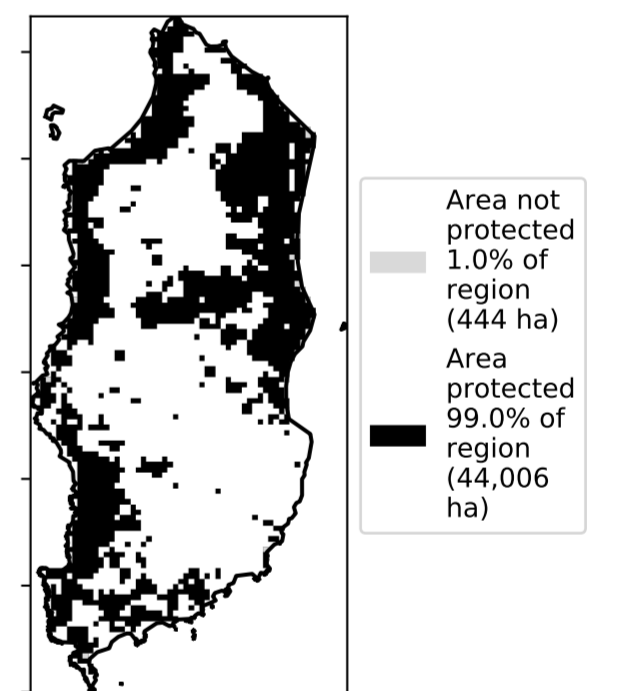 Area not
protected
1.0% of
region
(444 ha)
Area
protected
99.0% of
region
(44,006
ha)